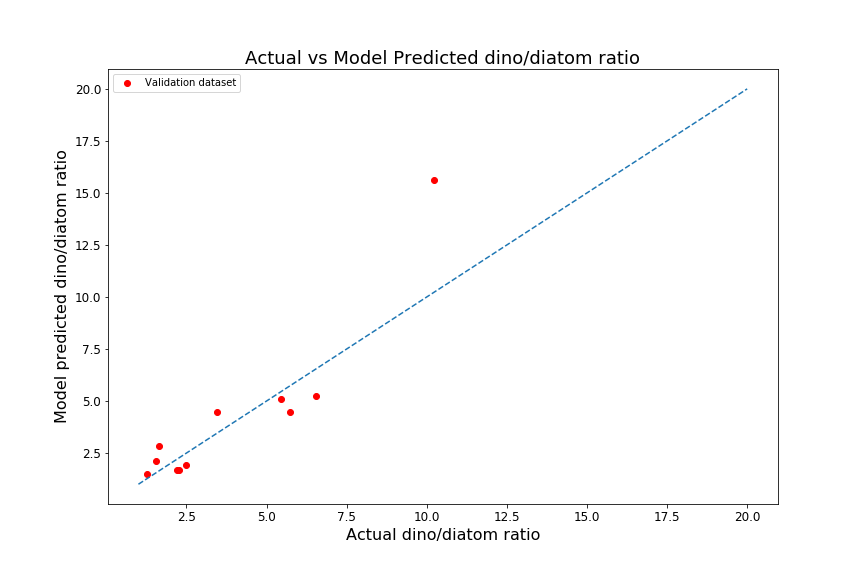 Actual vs Model Predicted dino/diatom ratio
Validation dataset
20.0
17.5
15.0
12.5
10.0
7.5
5.0
2.5
Model predicted dino/diatom ratio
2.5 5.0 7.5 10.0 12.5 15.0 17.5 20.0
Actual dino/diatom ratio